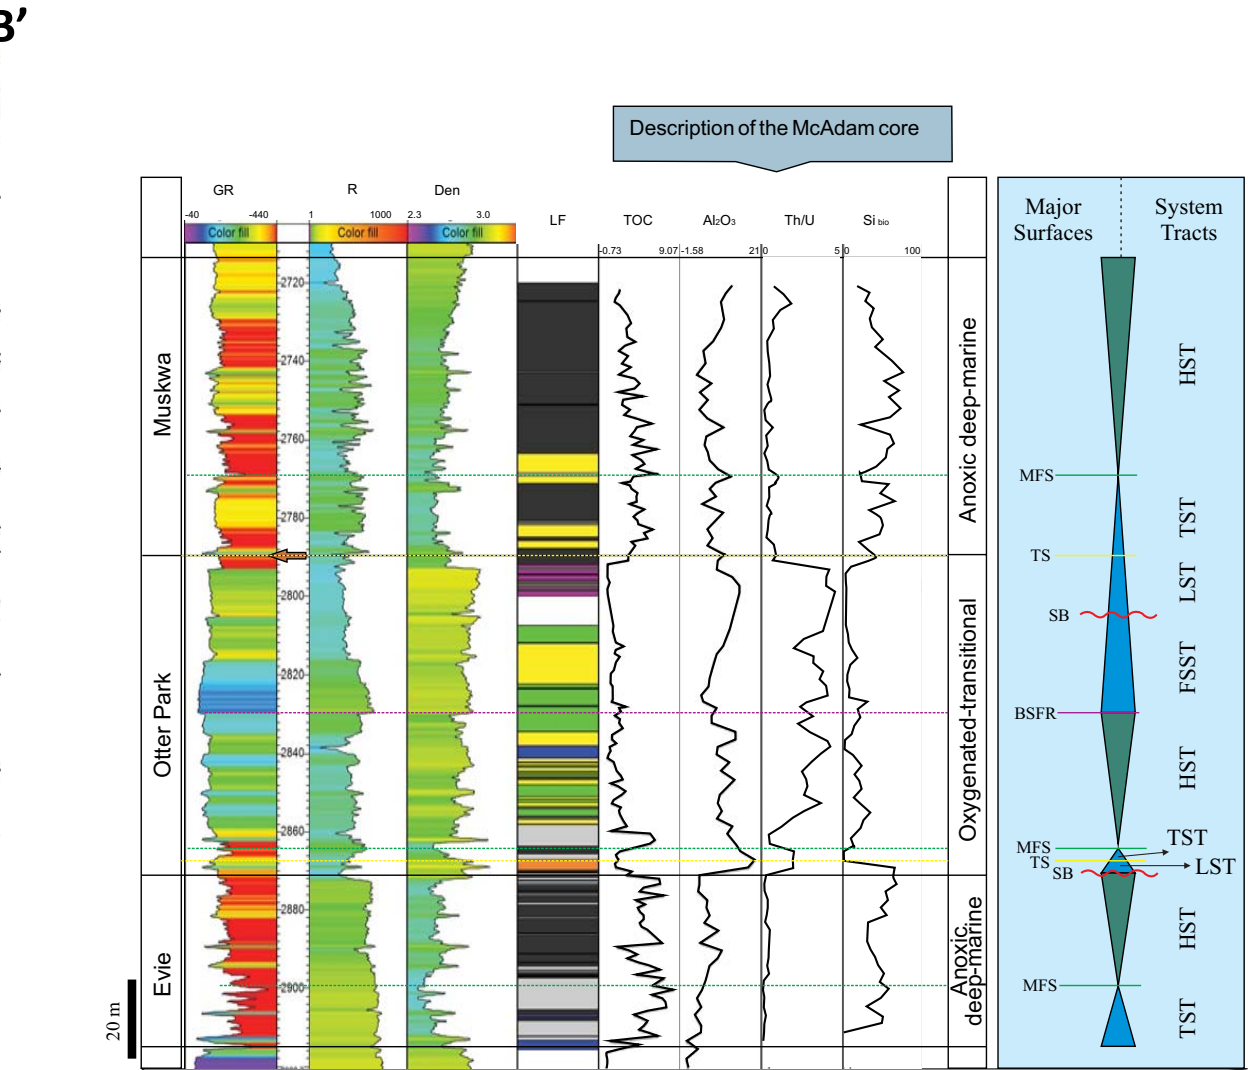 B’
Description of the McAdam core
GR
R
Den
LF
TOC
Al2O3
Th/U
Si bio
-40
-440
1
1000
2.3
3.0
-0.73
9.07
-1.58
21
0
5
0
100
Color fill
Color fill
Color fill
Major
Surfaces
System
Tracts
2720
2740
2760
2780
2800
2820
2840
2860
2880
2900
Muskwa
Otter Park
Evie
20 m
Anoxic deep-marine
Oxygenated-transitional
Anoxic
deep-marine
MFS
TS
SB
BSFR
MFS
TS
SB
MFS
HST
TST
LST
FSST
HST
TST
LST
HST
TST